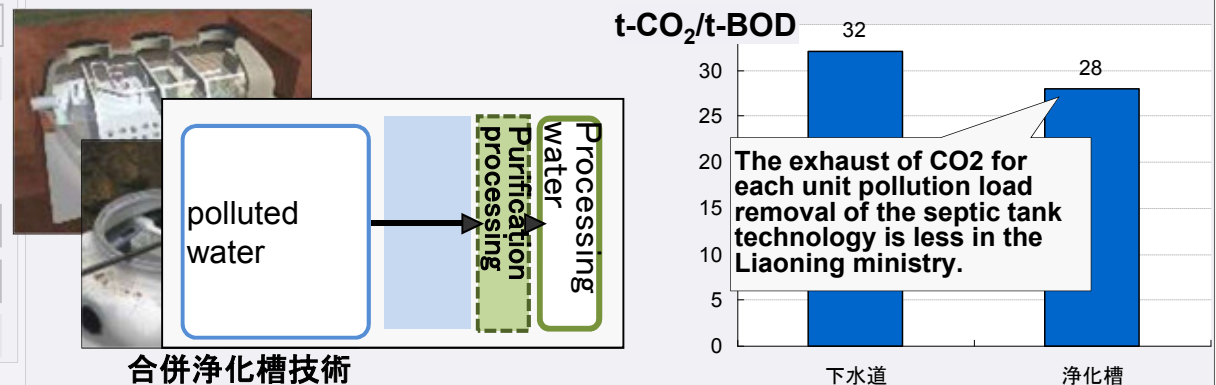 polluted
water
Purification
processing
Processing
water
合併浄化槽技術
t-CO₂/t-BOD
32
28
30
25
20
15
10
5
0
The exhaust of CO2 for
each unit pollution load
removal of the septic tank
technology is less in the
Liaoning ministry.
下水道
浄化槽